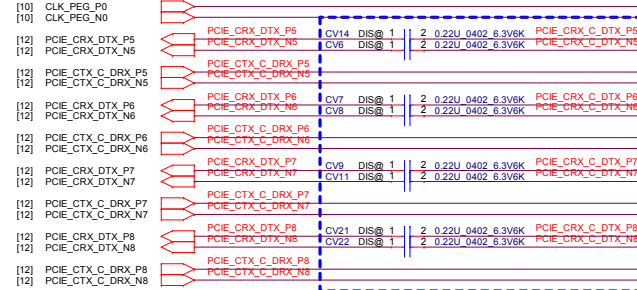 [10] CLK_PEG_P0
[10] CLK_PEG_N0
[12] PCIE_CRX_DTX_P5 PCIE_CRX_DTX_P5 CV14 DIS@ 1 2 0.22U_0402_6.3V6K PCIE_CRX_C_DTX_P5
[12] PCIE_CRX_DTX_N5 PCIE_CRX_DTX_N5 CV6 DIS@ 1 2 0.22U_0402_6.3V6K PCIE_CRX_C_DTX_N5
[12] PCIE_CTX_C_DRX_P5 PCIE_CTX_C_DRX_P5
[12] PCIE_CTX_C_DRX_N5 PCIE_CTX_C_DRX_N5
[12] PCIE_CRX_DTX_P6 PCIE_CRX_DTX_P6 CV7 DIS@ 1 2 0.22U_0402_6.3V6K PCIE_CRX_C_DTX_P6
[12] PCIE_CRX_DTX_N6 PCIE_CRX_DTX_N6 CV8 DIS@ 1 2 0.22U_0402_6.3V6K PCIE_CRX_C_DTX_N6
[12] PCIE_CTX_C_DRX_P6 PCIE_CTX_C_DRX_P6
[12] PCIE_CTX_C_DRX_N6 PCIE_CTX_C_DRX_N6
[12] PCIE_CRX_DTX_P7 PCIE_CRX_DTX_P7 CV9 DIS@ 1 2 0.22U_0402_6.3V6K PCIE_CRX_C_DTX_P7
[12] PCIE_CRX_DTX_N7 PCIE_CRX_DTX_N7 CV11 DIS@ 1 2 0.22U_0402_6.3V6K PCIE_CRX_C_DTX_N7
[12] PCIE_CTX_C_DRX_P7 PCIE_CTX_C_DRX_P7
[12] PCIE_CTX_C_DRX_N7 PCIE_CTX_C_DRX_N7
[12] PCIE_CRX_DTX_P8 PCIE_CRX_DTX_P8 CV21 DIS@ 1 2 0.22U_0402_6.3V6K PCIE_CRX_C_DTX_P8
[12] PCIE_CRX_DTX_N8 PCIE_CRX_DTX_N8 CV22 DIS@ 1 2 0.22U_0402_6.3V6K PCIE_CRX_C_DTX_N8
[12] PCIE_CTX_C_DRX_P8 PCIE_CTX_C_DRX_P8
[12] PCIE_CTX_C_DRX_N8 PCIE_CTX_C_DRX_N8